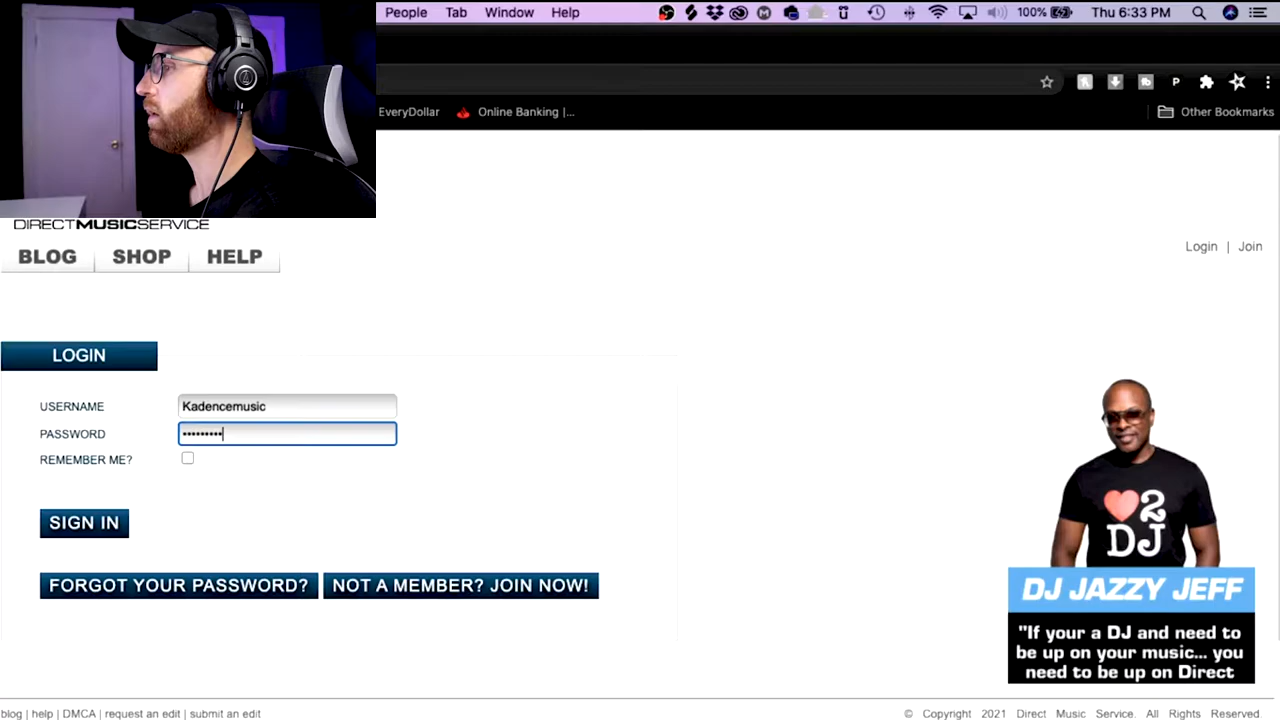 People Tab Window Help 100% Thu 6:33 PM
P
EveryDollar Online Banking |... Other Bookmarks
DIRECTMUSICSERVICE
BLOG SHOP HELP
Login | Join
LOGIN
USERNAME Kadencemusic
PASSWORD •••••••••
REMEMBER ME?
SIGN IN
FORGOT YOUR PASSWORD? NOT A MEMBER? JOIN NOW!
2
DJ
DJ JAZZY JEFF
"If your a DJ and need to
be up on your music... you
need to be up on Direct
blog | help | DMCA | request an edit | submit an edit © Copyright 2021 Direct Music Service. All Rights Reserved.